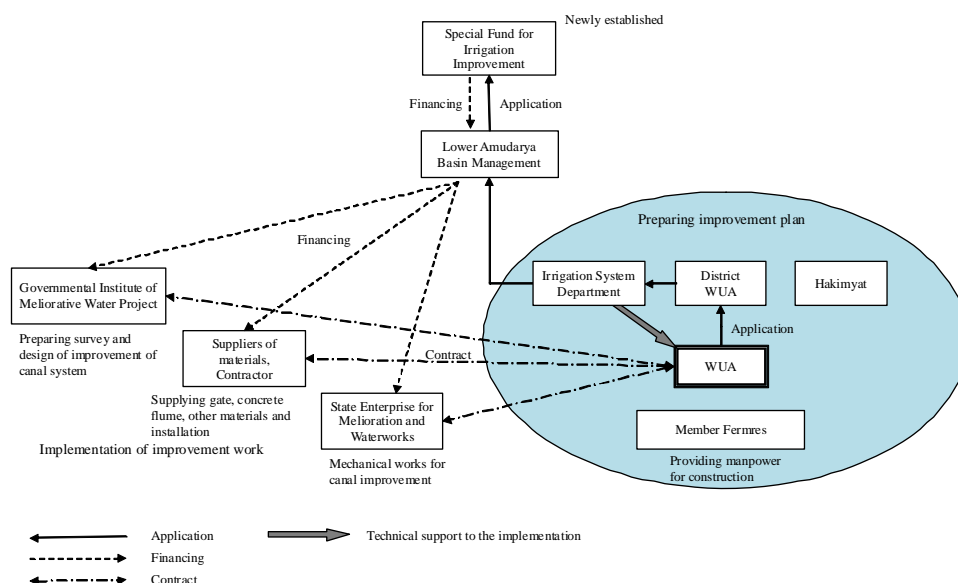 Newly established
Special Fund for
Irrigation
Improvement
Financing
Application
Lower Amudarya
Basin Management
Preparing improvement plan
Financing
Governmental Institute of
Meliorative Water Project
Irrigation System
Department
District
WUA
Hakimyat
Preparing survey and
design of improvement of
canal system
Application
Suppliers of
materials,
Contractor
Contract
WUA
Supplying gate, concrete
flume, other materials and
installation
State Enterprise for
Melioration and
Waterworks
Member Fermres
Implementation of improvement work
Mechanical works for
canal improvement
Providing manpower
for construction
Application
Technical support to the implementation
Financing
Contract